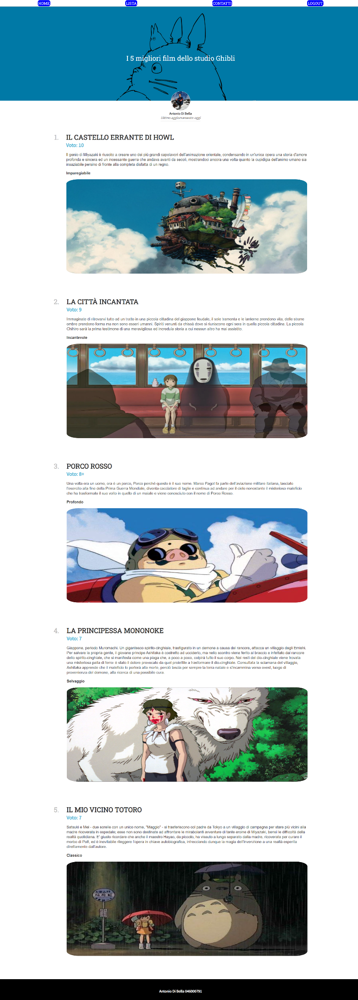 HOME LISTA CONTATTI LOGOUT
I 5 migliori film dello studio Ghibli
Antonio Di Bella
Ultimo aggiornamento: oggi
1. IL CASTELLO ERRANTE DI HOWL
Voto: 10
Il genio di Miyazaki è riuscito a creare uno dei più grandi capolavori dell'animazione orientale, condensando in un'unica opera una storia d'amore
profonda e sincera ed un incessante guerra che andava avanti da secoli, mostrandoci ancora una volta quanto la cupidigia dell'animo umano sia
insaziabile persino di fronte alla completa disfatta di un regno.
Imparegiabile
2. LA CITTÀ INCANTATA
Voto: 9
Immaginate di ritrovarvi tutto ad un tratto in una piccola cittadina del giappone feudale, il sole tramonta e le lanterne prendono vita, delle strane
ombre prendono forma ma non sono esseri umanni. Spiriti venunti da chissà dove si riuniscono ogni sera in quella piccola cittadina. La piccola
Chihiro sarà la prima testimone di una meravigliosa ed incredula storia a cui nessun altro ha mai assistito.
Incantevole
3. PORCO ROSSO
Voto: 8+
Una volta era un uomo, ora è un porco, Porco perché questo è il suo nome. Marco Pagot fa parte dell'aviazione militare italiana, lasciato
l'esercito alla fine della Prima Guerra Mondiale, diventa cacciatore di taglie e continua ad andare per il cielo nonostante il misterioso maleficio
che ha trasformato il suo volto in quello di un maiale e viene conosciuto con il nome di Porco Rosso.
Profondo
4. LA PRINCIPESSA MONONOKE
Voto: 7
Giappone, periodo Muromachi. Un gigantesco spirito-cinghiale, trasfigurato in un demone a causa del rancore, attacca un villaggio degli Emishi.
Per salvare la propria gente, il giovane principe Ashitaka è costretto ad ucciderlo, ma nello scontro viene ferito al braccio e infettato dal rancore
dello spirito-cinghiale, che si manifesta come una piaga che, a poco a poco, colpirà tutto il suo corpo. Nei resti del dio-cinghiale viene trovata
una misteriosa palla di ferro: è stato il dolore provocato da quel proiettile a trasformare il dio-cinghiale. Consultata la sciamana del villaggio,
Ashitaka apprende che il maleficio lo porterà alla morte, perciò lascia per sempre la terra natale e s'incammina verso ovest, luogo di
provenienza del demone, alla ricerca di una possibile cura.
Selvaggio
5. IL MIO VICINO TOTORO
Voto: 7
Satsuki e Mei - due sorelle con un unico nome, "Maggio" - si trasferiscono col padre da Tokyo a un villaggio di campagna per stare più vicini alla
madre ricoverata in ospedale; esse non sono destinate ad affrontare le mirabolanti avventure di tante eroine di Miyazaki, bensì le difficoltà della
realtà quotidiana. E' giusto ricordare che anche il maestro Hayao, da piccolo, ha vissuto a lungo separato dalla madre, ricoverata per curare il
morbo di Pott, ed è inevitabile rileggere l'opera in chiave autobiografica, intrecciando dunque la magia dell'invenzione a una realtà esperita
direttamente dall'autore.
Classico
Antonio Di Bella 046000791